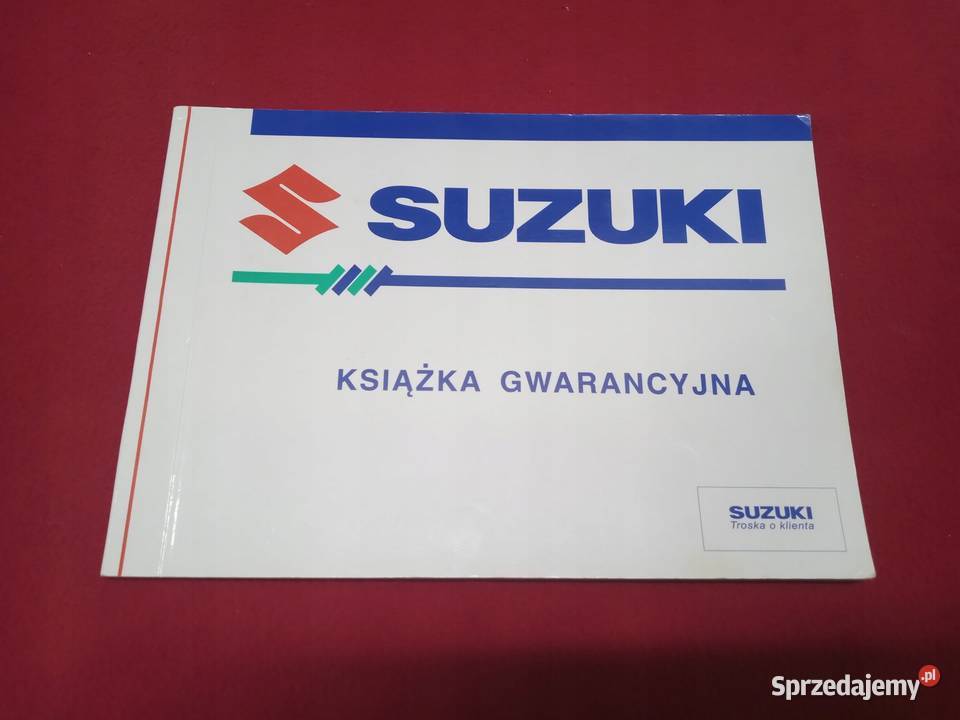 SUZUKI
KSIĄŻKA GWARANCYJNA
SUZUKI
Troska o klienta
Sprzedajemy.pl